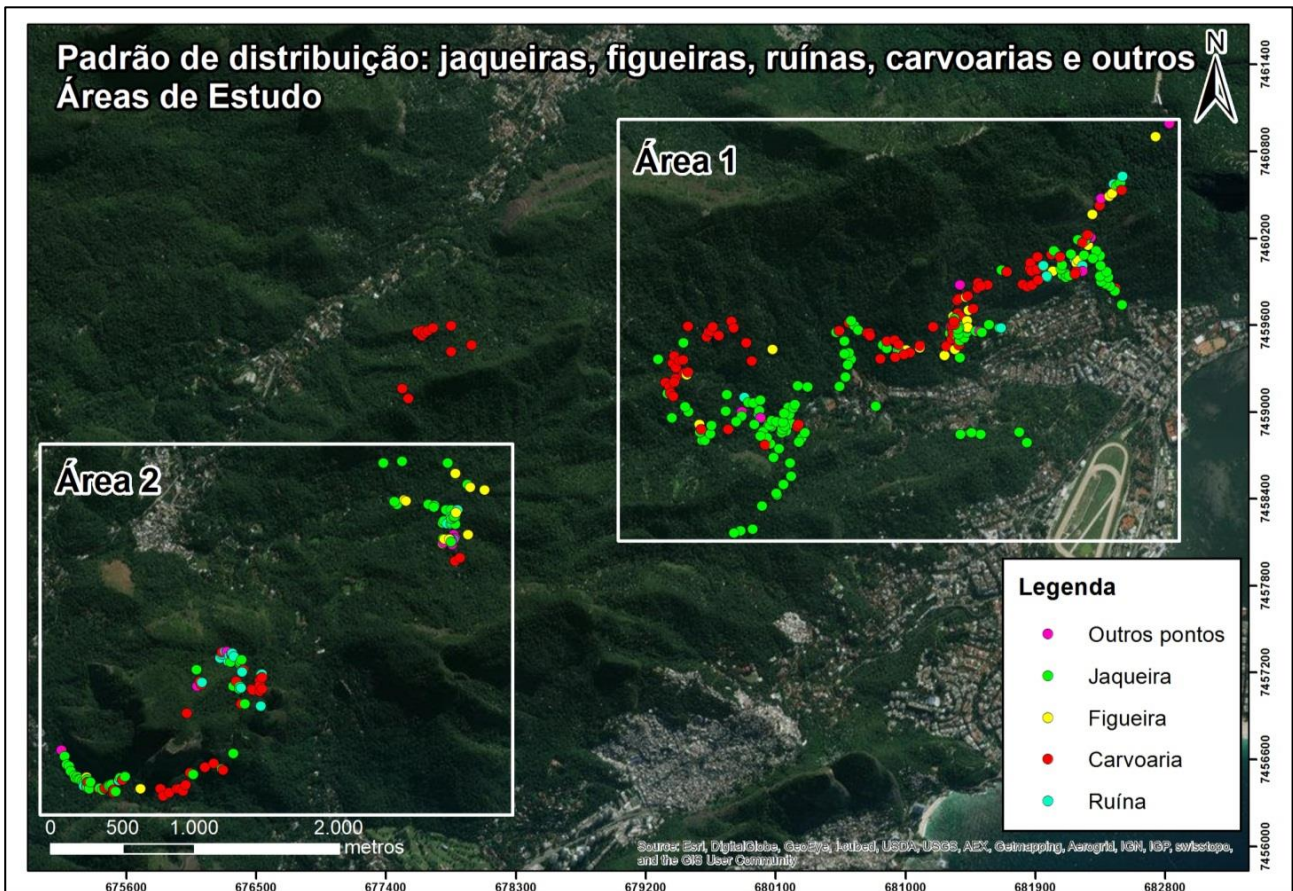 Padrão de distribuição: jaqueiras, figueiras, ruínas, carvoarias e outros
Áreas de Estudo
N
Área 1
Área 2
7461400
7460800
7460200
7459600
7459000
7458400
7457800
7457200
7456600
7456000
Legenda
Outros pontos
Jaqueira
Figueira
Carvoaria
Ruína
0 500 1.000 2.000
metros
Source: Esri, DigitalGlobe, GeoEye, i-cubed, USDA, USGS, AEX, Getmapping, Aerogrid, IGN, IGP, swisstopo,
and the GIS User Community
675600 676500 677400 678300 679200 680100 681000 681900 682800